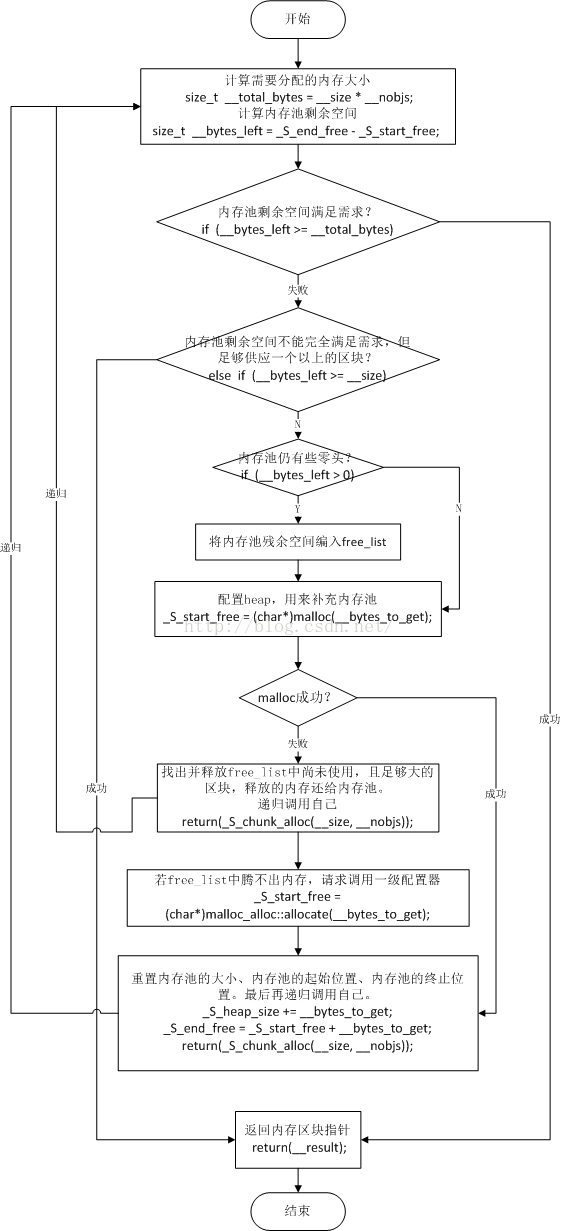 开始
计算需要分配的内存大小
size_t __total_bytes = __size * __nobjs;
计算内存池剩余空间
size_t __bytes_left = _S_end_free - _S_start_free;
内存池剩余空间满足需求？
if (__bytes_left >= __total_bytes)
失败
内存池剩余空间不能完全满足需求，但
足够供应一个以上的区块？
else if (__bytes_left >= __size)
N
内存池仍有些零头？
if (__bytes_left > 0)
递归
N
Y
递归
将内存池残余空间编入free_list
配置heap，用来补充内存池
_S_start_free = (char*)malloc(__bytes_to_get);
http://blog.csdn.net/
malloc成功？
成功
失败
找出并释放free_list中尚未使用，且足够大的
区块，释放的内存还给内存池。
递归调用自己
return(_S_chunk_alloc(__size, __nobjs));
成功
成功
若free_list中腾不出内存，请求调用一级配置器
_S_start_free =
(char*)malloc_alloc::allocate(__bytes_to_get);
重置内存池的大小、内存池的起始位置、内存池的终止位
置。最后再递归调用自己。
_S_heap_size += __bytes_to_get;
_S_end_free = _S_start_free + __bytes_to_get;
return(_S_chunk_alloc(__size, __nobjs));
返回内存区块指针
return(__result);
结束